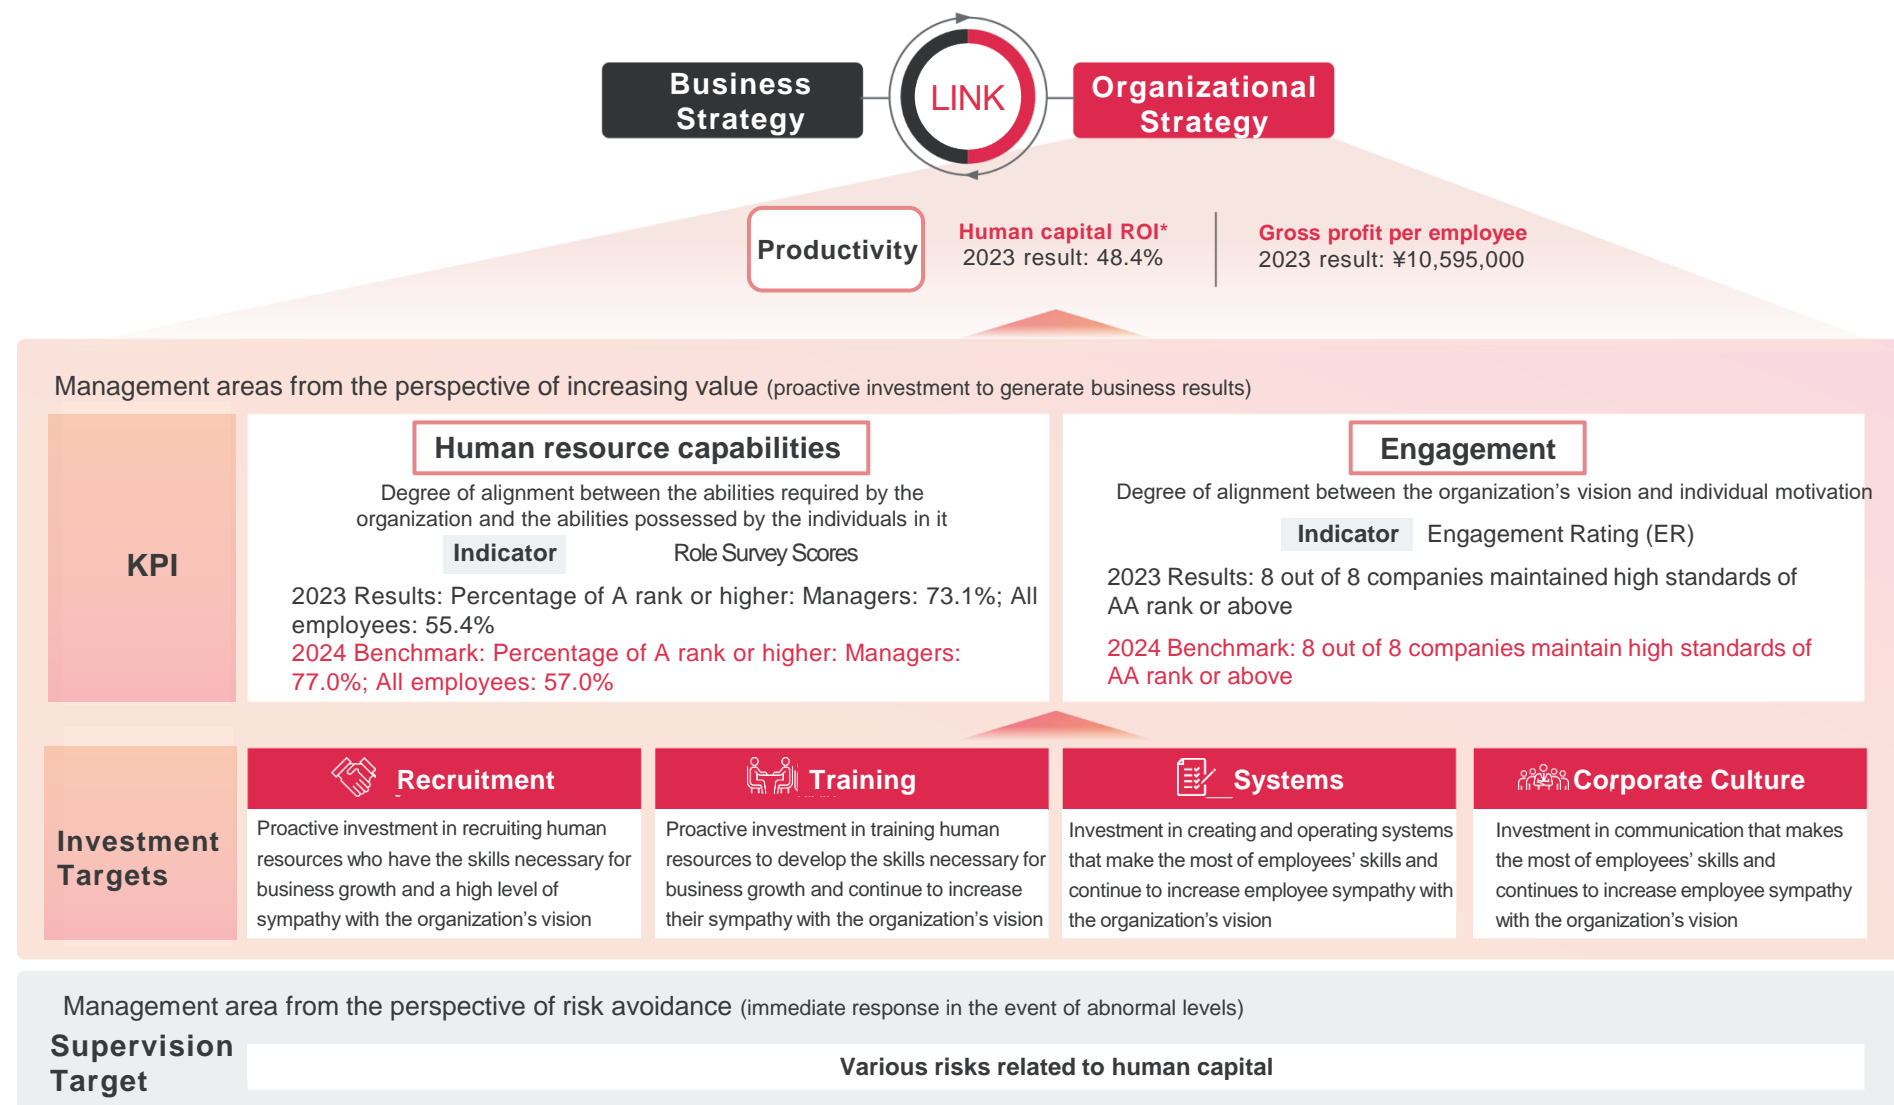 Business
Strategy
LINK
Organizational
Strategy
Productivity
Human capital ROI*
2023 result: 48.4%
Gross profit per employee
2023 result: ¥10,595,000
Management areas from the perspective of increasing value (proactive investment to generate business results)
KPI
Human resource capabilities
Degree of alignment between the abilities required by the
organization and the abilities possessed by the individuals in it
Indicator Role Survey Scores
2023 Results: Percentage of A rank or higher: Managers: 73.1%; All
employees: 55.4%
2024 Benchmark: Percentage of A rank or higher: Managers:
77.0%; All employees: 57.0%
Engagement
Degree of alignment between the organization’s vision and individual motivation
Indicator Engagement Rating (ER)
2023 Results: 8 out of 8 companies maintained high standards of
AA rank or above
2024 Benchmark: 8 out of 8 companies maintain high standards of
AA rank or above
Investment
Targets
Recruitment
Proactive investment in recruiting human
resources who have the skills necessary for
business growth and a high level of
sympathy with the organization’s vision
Training
Proactive investment in training human
resources to develop the skills necessary for
business growth and continue to increase
their sympathy with the organization’s vision
Systems
Investment in creating and operating systems
that make the most of employees’ skills and
continue to increase employee sympathy with
the organization’s vision
Corporate Culture
Investment in communication that makes
the most of employees’ skills and
continues to increase employee sympathy
with the organization’s vision
Management area from the perspective of risk avoidance (immediate response in the event of abnormal levels)
Supervision
Target
Various risks related to human capital